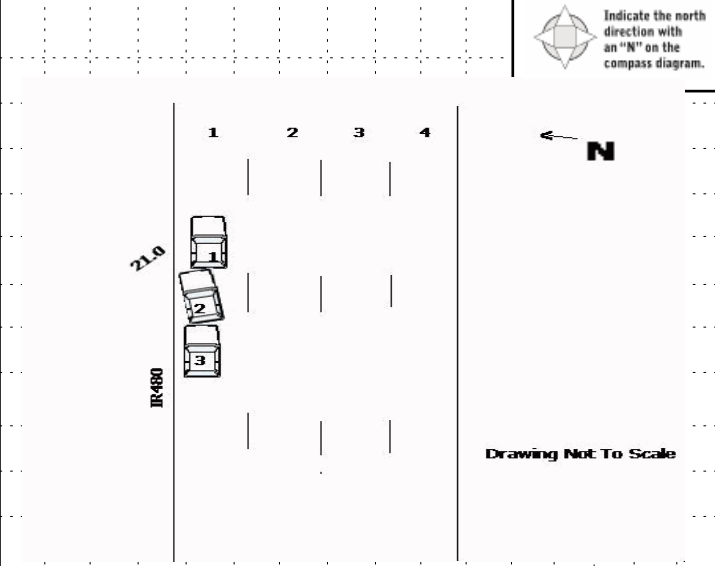 Indicate the north
direction with
an "N" on the
compass diagram.
1 2 3 4
N
21.0
1
2
3
IR480
Drawing Not To Scale